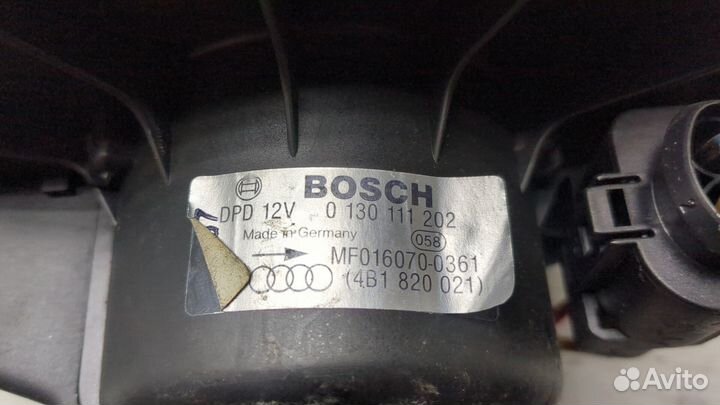 BOSCH
DPD 12V 0 130 111 202
Made in Germany 058
MF016070-0361
(4B1 820 021)
Avito